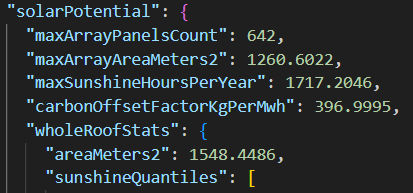 "solarPotential": {
"maxArrayPanelsCount": 642,
"maxArrayAreaMeters2": 1260.6022,
"maxSunshineHoursPerYear": 1717.2046,
"carbonOffsetFactorKgPerMwh": 396.9995,
"wholeRoofStats": {
"areaMeters2": 1548.4486,
"sunshineQuantiles": [